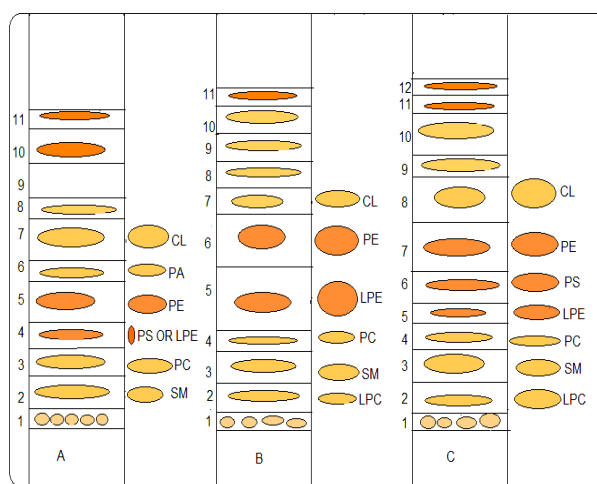 11
10
9
8
7 CL
6 PA
5 PE
4 PS OR LPE
3 PC
2 SM
1
A
11
10
9
8
7 CL
6 PE
5 LPE
4 PC
3 SM
2 LPC
1
B
12
11
10
9
8 CL
7 PE
6 PS
5 LPE
4 PC
3 SM
2 LPC
1
C